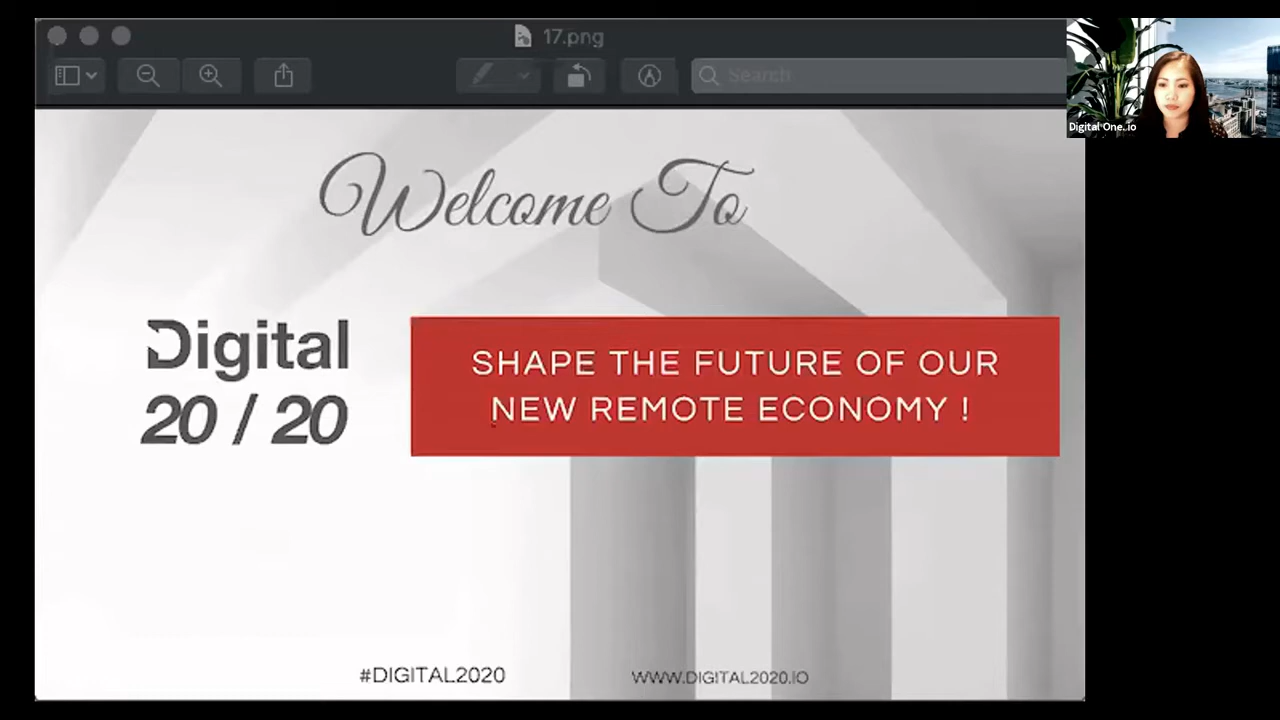 17.png
Search
Digital One.io
Welcome To
Digital
20 / 20
SHAPE THE FUTURE OF OUR
NEW REMOTE ECONOMY !
#DIGITAL2020
WWW.DIGITAL2020.IO